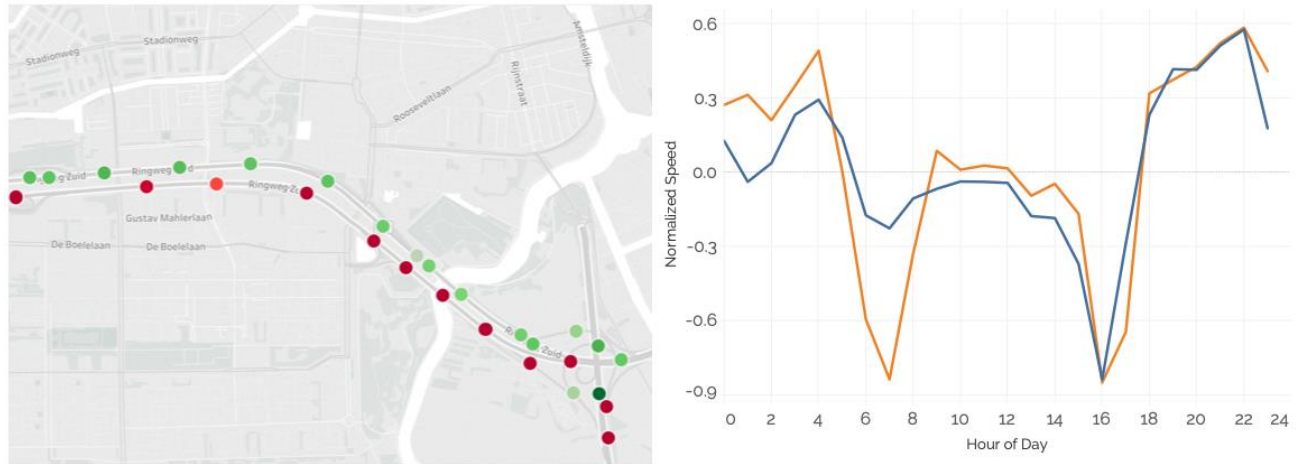 Stadionweg
Stadionweg
Amsteldijk
Rijnstraat
Rooseveltlaan
g Zuid
Ringweg
d
Ringweg Zu
Gustav Mahlerlaan
De Boelelaan
De Boelelaan
Zuid
Normalized Speed
0.6
0.3
0.0
-0.3
-0.6
-0.9
0 2 4 6 8 10 12 14 16 18 20 22 24
Hour of Day